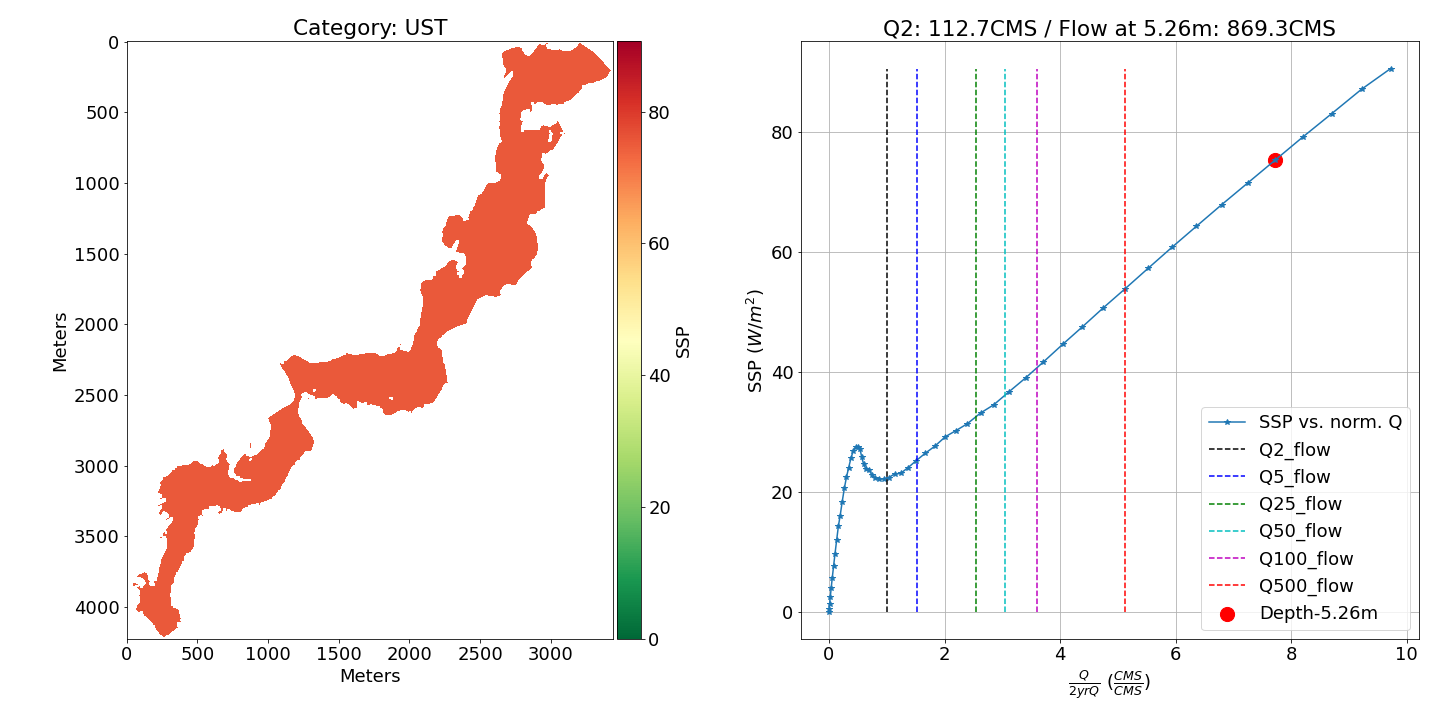 Category: UST
0
500
1000
1500
2000
2500
3000
3500
4000
Meters
0
500
1000
1500
2000
2500
3000
Meters
80
60
40
20
0
SSP
Q2: 112.7CMS / Flow at 5.26m: 869.3CMS
80
60
40
20
0
SSP (W/m²)
0
2
4
6
8
10
Q/2yrQ (CMS/CMS)
SSP vs. norm. Q
Q2_flow
Q5_flow
Q25_flow
Q50_flow
Q100_flow
Q500_flow
Depth-5.26m